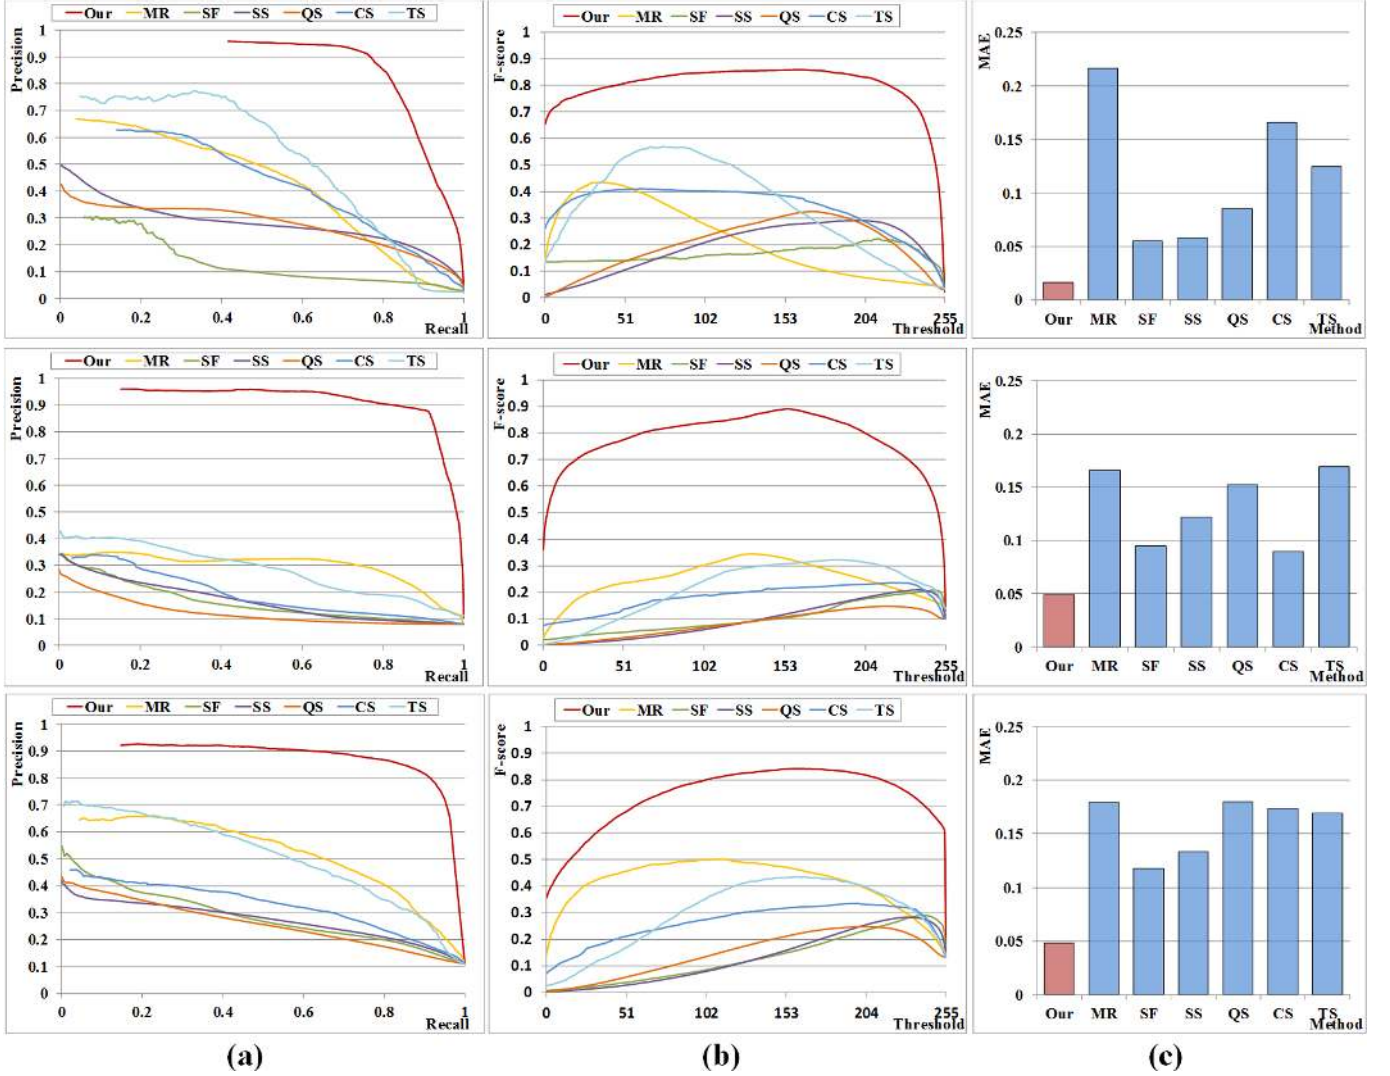 Our MR SF SS QS CS TS
Precision
1
0.9
0.8
0.7
0.6
0.5
0.4
0.3
0.2
0.1
0
0 0.2 0.4 0.6 0.8 1
Recall
Our MR SF SS QS CS TS
F-score
1
0.9
0.8
0.7
0.6
0.5
0.4
0.3
0.2
0.1
0
0 51 102 153 204 255
Threshold
MAE
0.25
0.2
0.15
0.1
0.05
0
Our MR SF SS QS CS TS
Method
Our MR SF SS QS CS TS
Precision
1
0.9
0.8
0.7
0.6
0.5
0.4
0.3
0.2
0.1
0
0 0.2 0.4 0.6 0.8 1
Recall
Our MR SF SS QS CS TS
F-score
1
0.9
0.8
0.7
0.6
0.5
0.4
0.3
0.2
0.1
0
0 51 102 153 204 255
Threshold
MAE
0.25
0.2
0.15
0.1
0.05
0
Our MR SF SS QS CS TS
Method
Our MR SF SS QS CS TS
Precision
1
0.9
0.8
0.7
0.6
0.5
0.4
0.3
0.2
0.1
0
0 0.2 0.4 0.6 0.8 1
Recall
Our MR SF SS QS CS TS
F-score
1
0.9
0.8
0.7
0.6
0.5
0.4
0.3
0.2
0.1
0
0 51 102 153 204 255
Threshold
MAE
0.25
0.2
0.15
0.1
0.05
0
Our MR SF SS QS CS TS
Method
(a) (b) (c)